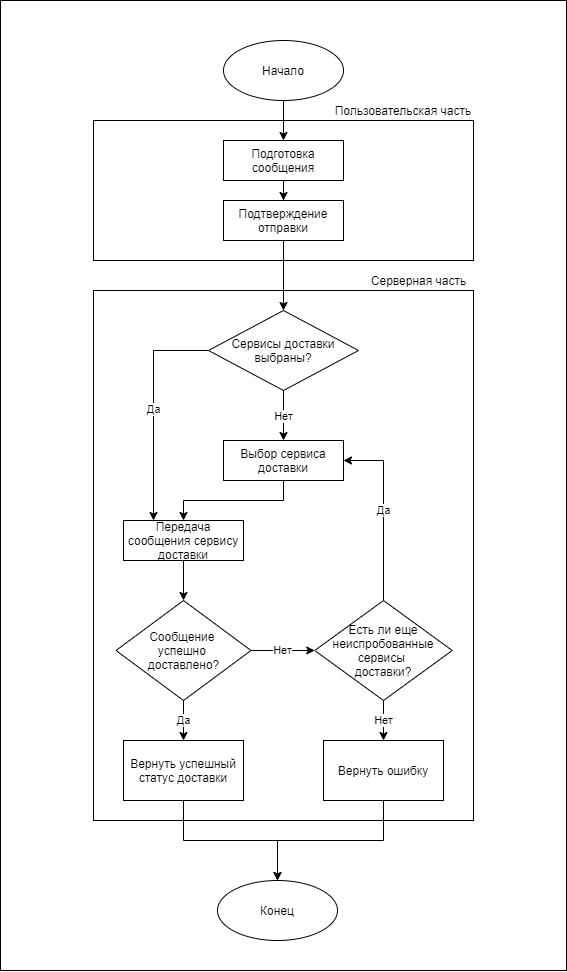 Начало
Пользовательская часть
Подготовка
сообщения
Подтверждение
отправки
Серверная часть
Сервисы доставки
выбраны?
Да
Нет
Выбор сервиса
доставки
Да
Передача
сообщения сервису
доставки
Сообщение
успешно
доставлено?
Нет
Есть ли еще
неиспробованные
сервисы
доставки?
Да
Нет
Вернуть успешный
статус доставки
Вернуть ошибку
Конец